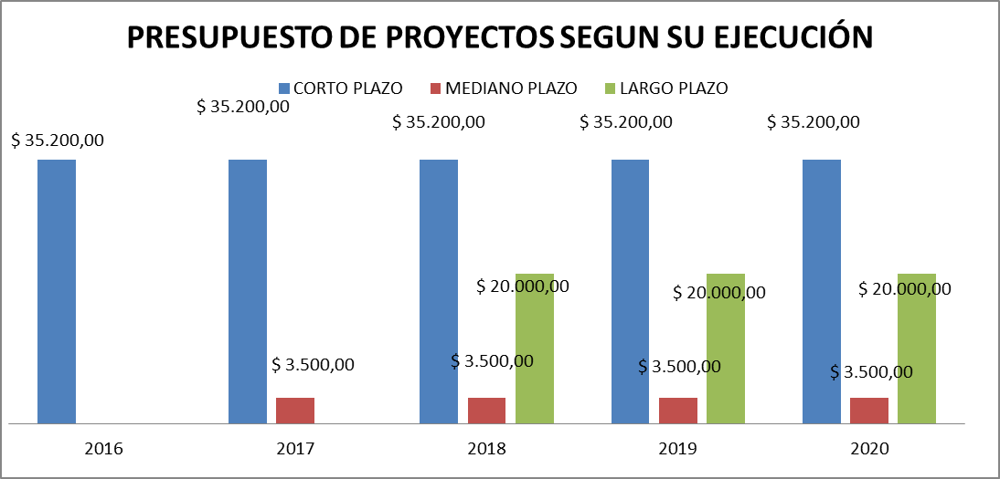 PRESUPUESTO DE PROYECTOS SEGUN SU EJECUCIÓN
CORTO PLAZO MEDIANO PLAZO LARGO PLAZO
$ 35.200,00 $ 35.200,00 $ 35.200,00 $ 35.200,00 $ 35.200,00
$ 20.000,00 $ 20.000,00 $ 20.000,00
$ 3.500,00 $ 3.500,00 $ 3.500,00 $ 3.500,00
2016 2017 2018 2019 2020